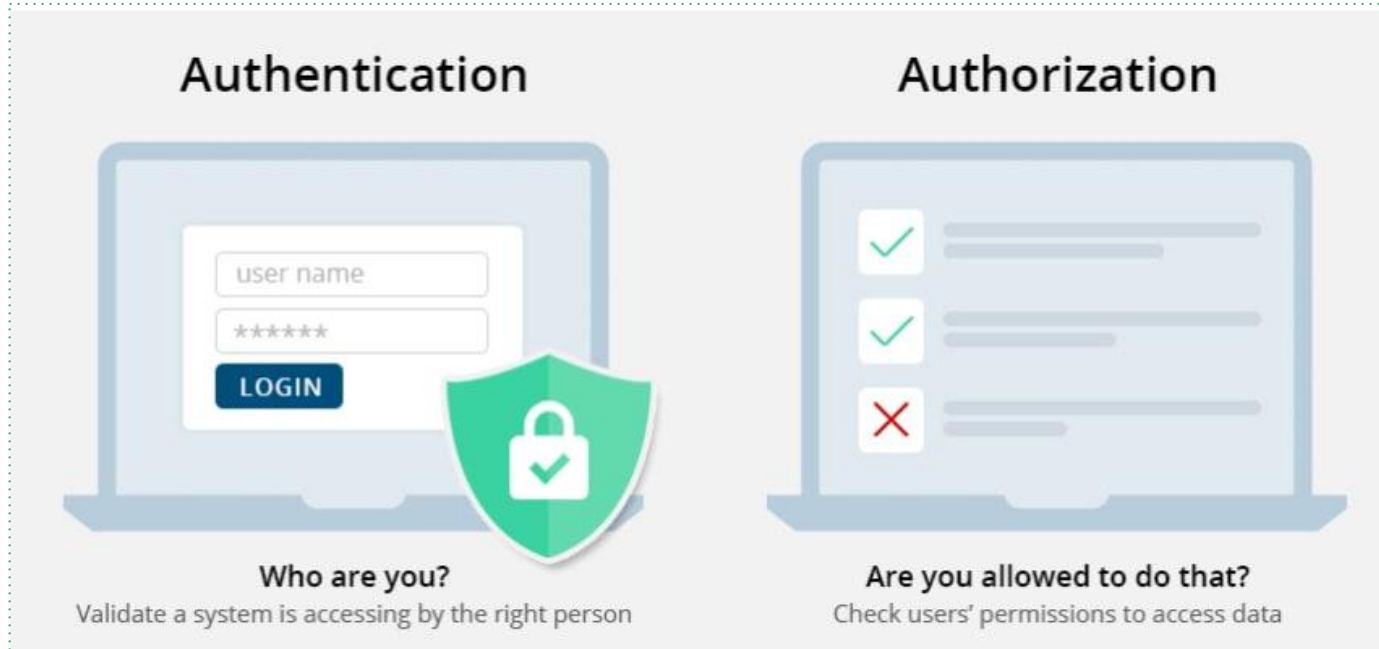 Authentication
user name
******
LOGIN
Who are you?
Validate a system is accessing by the right person
Authorization
Are you allowed to do that?
Check users' permissions to access data